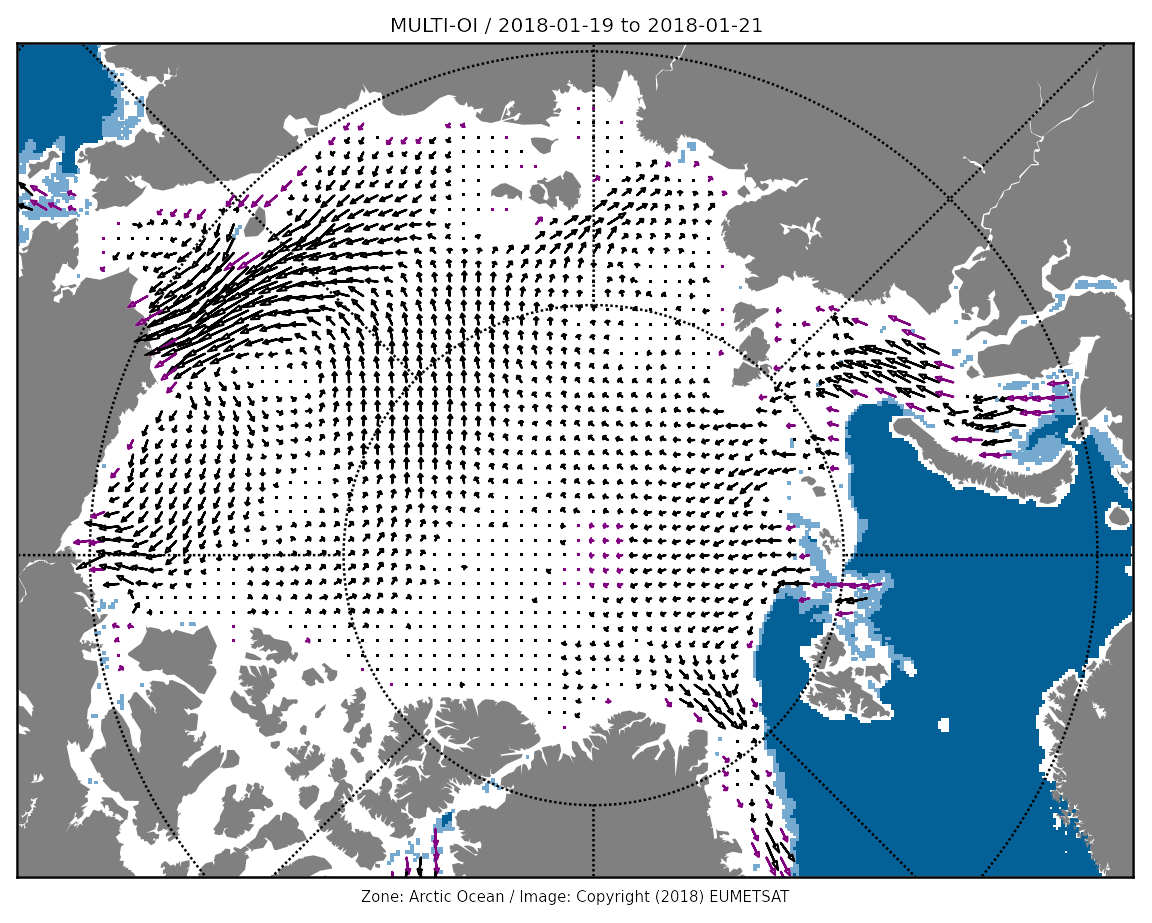 MULTI-OI / 2018-01-19 to 2018-01-21
Zone: Arctic Ocean / Image: Copyright (2018) EUMETSAT